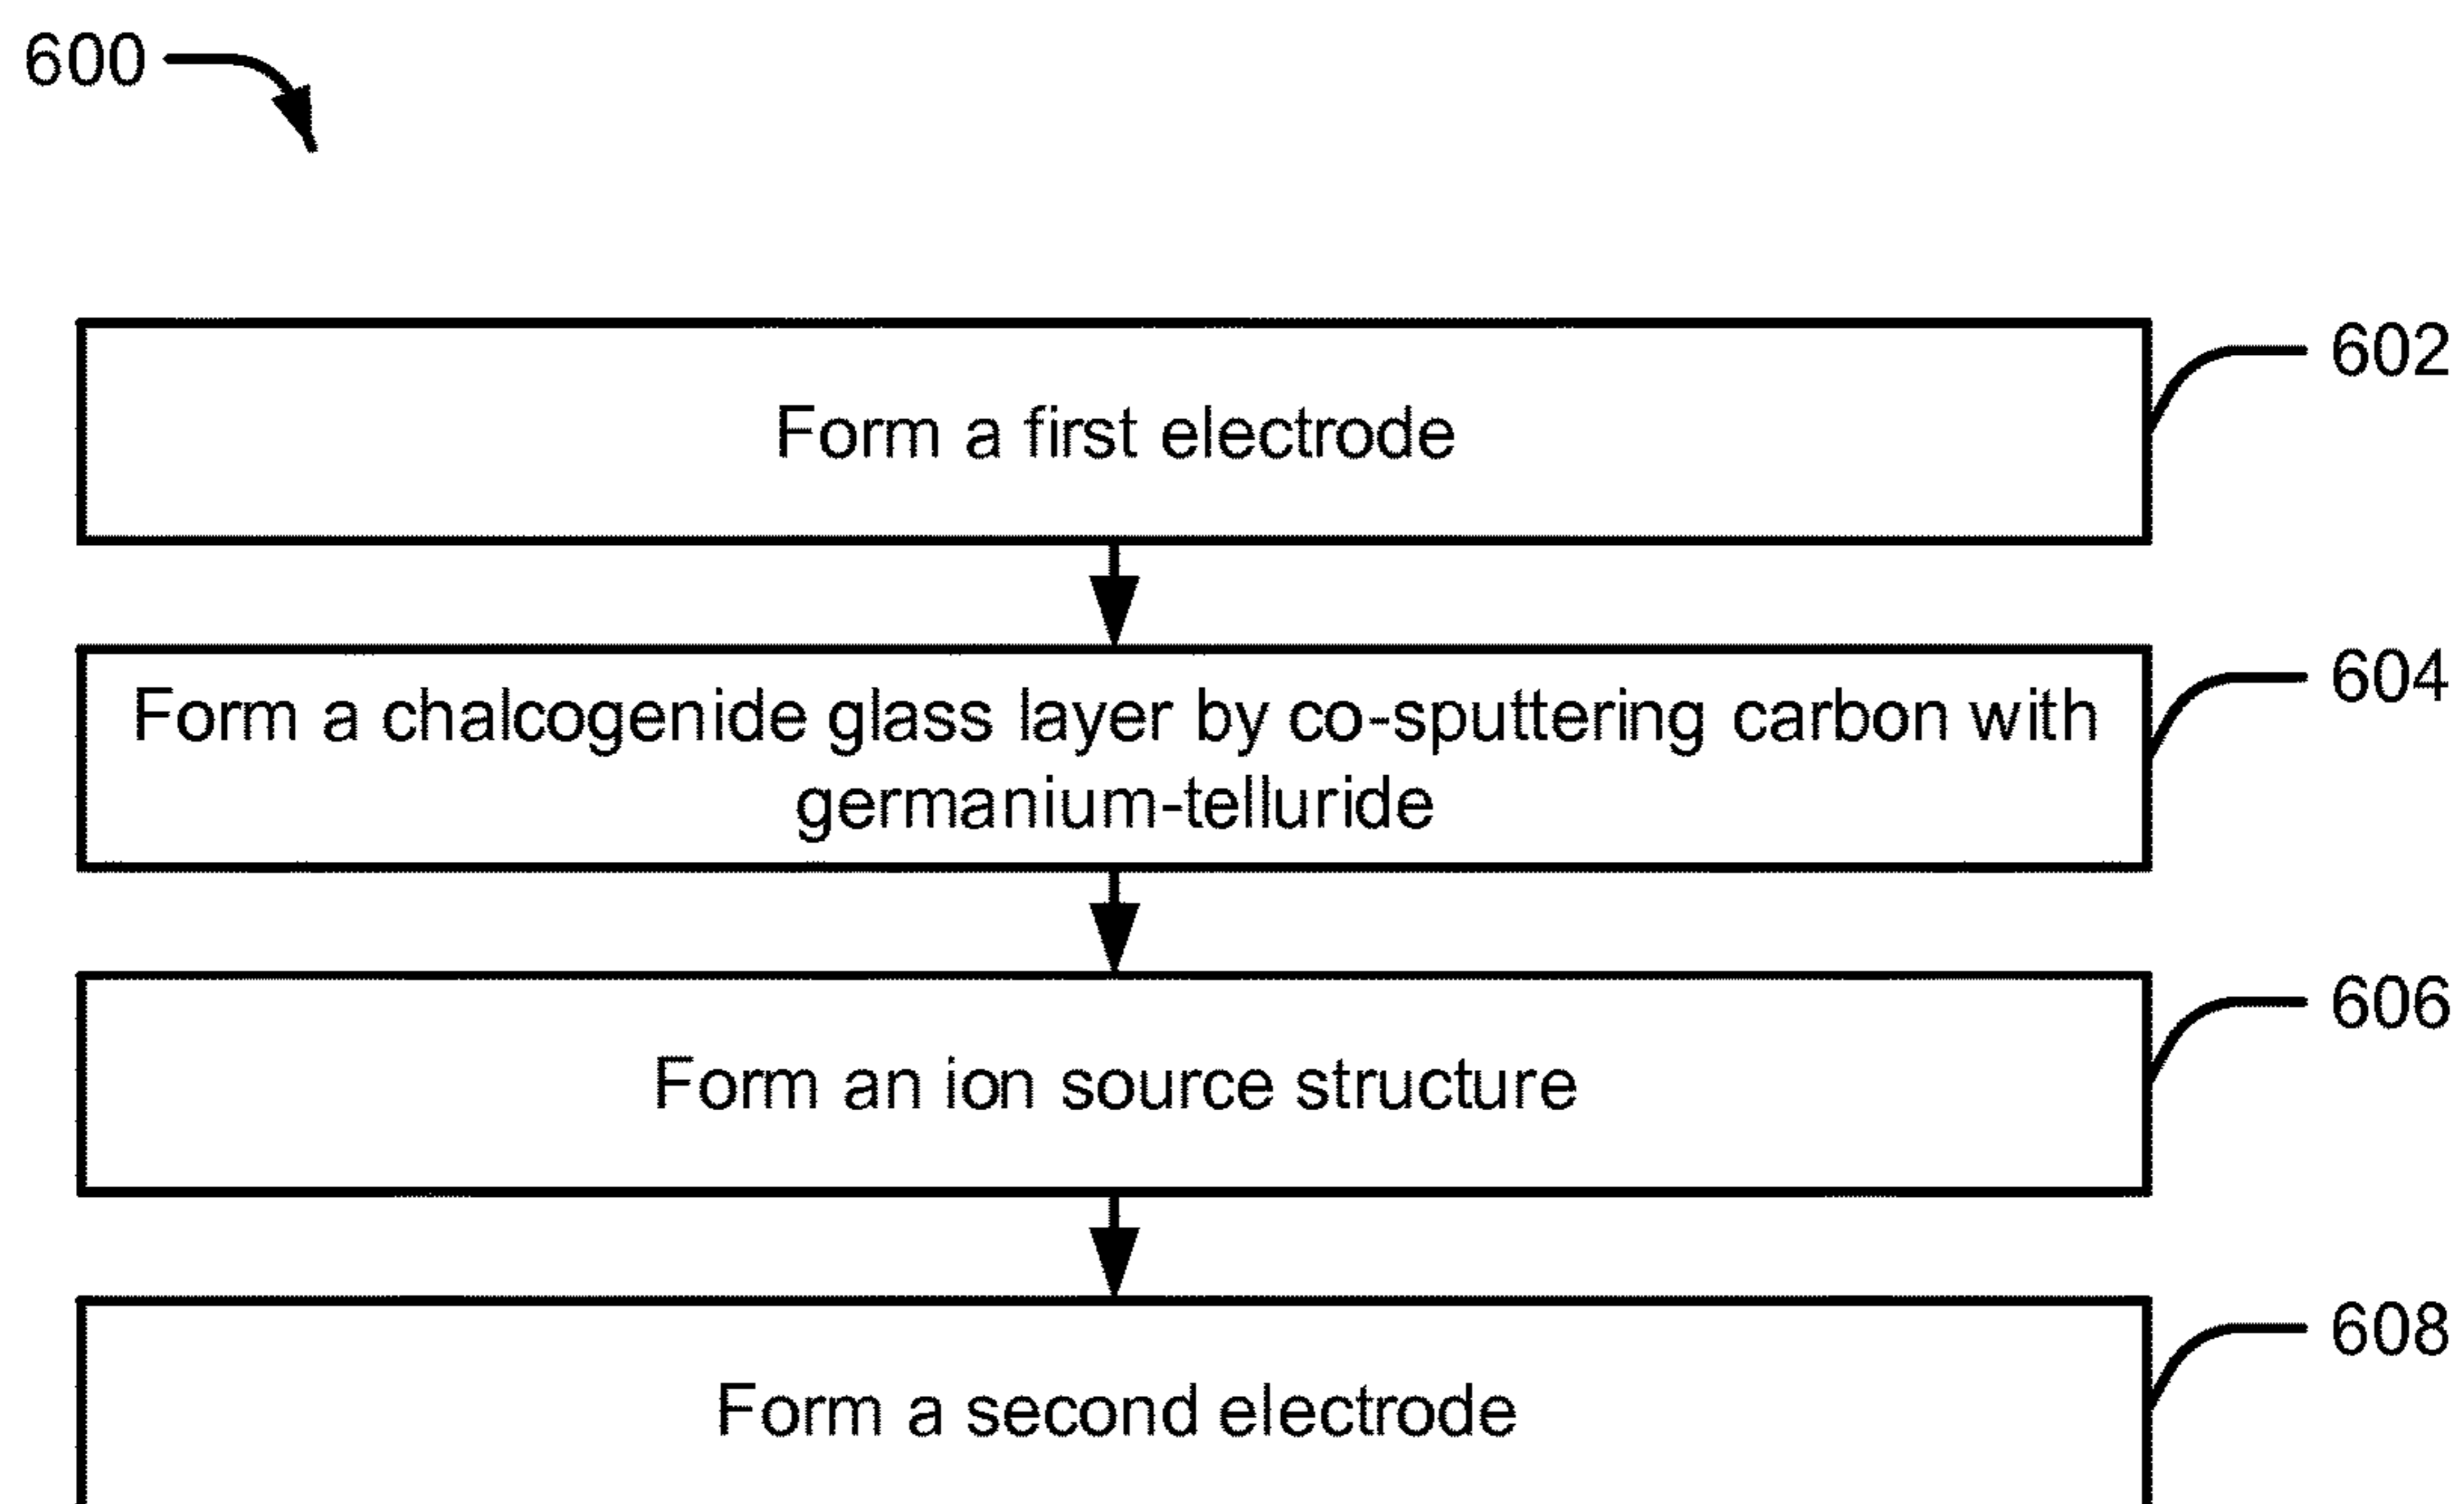 600
602
Form a first electrode
604
Form a chalcogenide glass layer by co-sputtering carbon with
germanium-telluride
606
Form an ion source structure
608
Form a second electrode